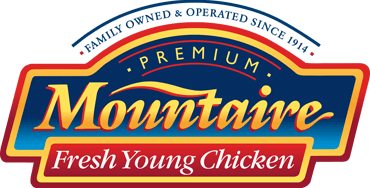 · FAMILY OWNED & OPERATED SINCE 1914 ·
· PREMIUM ·
Mountaire
Fresh Young Chicken